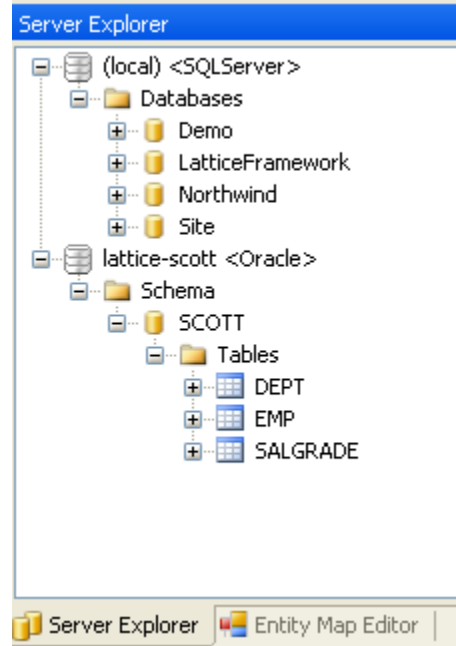 Server Explorer
(local) <SQLServer>
Databases
Demo
LatticeFramework
Northwind
Site
lattice-scott <Oracle>
Schema
SCOTT
Tables
DEPT
EMP
SALGRADE
Server Explorer Entity Map Editor